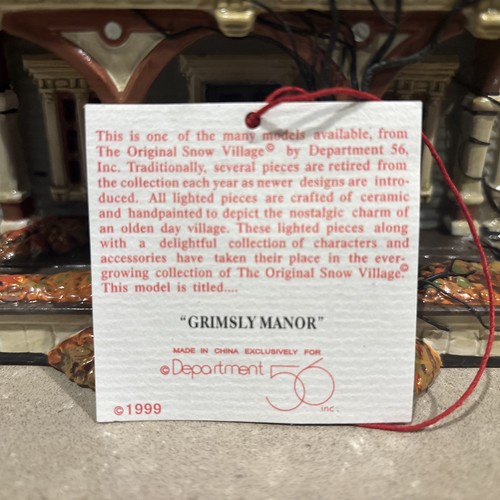 This is one of the many models available, from
The Original Snow Village© by Department 56,
Inc. Traditionally, several pieces are retired from
the collection each year as newer designs are intro-
duced. All lighted pieces are crafted of ceramic
and handpainted to depict the nostalgic charm of
an olden day village. These lighted pieces along
with a delightful collection of characters and
accessories have taken their place in the ever-
growing collection of The Original Snow Village.©
This model is titled....
"GRIMSLY MANOR"
MADE IN CHINA EXCLUSIVELY FOR
©Department 56
inc.
©1999